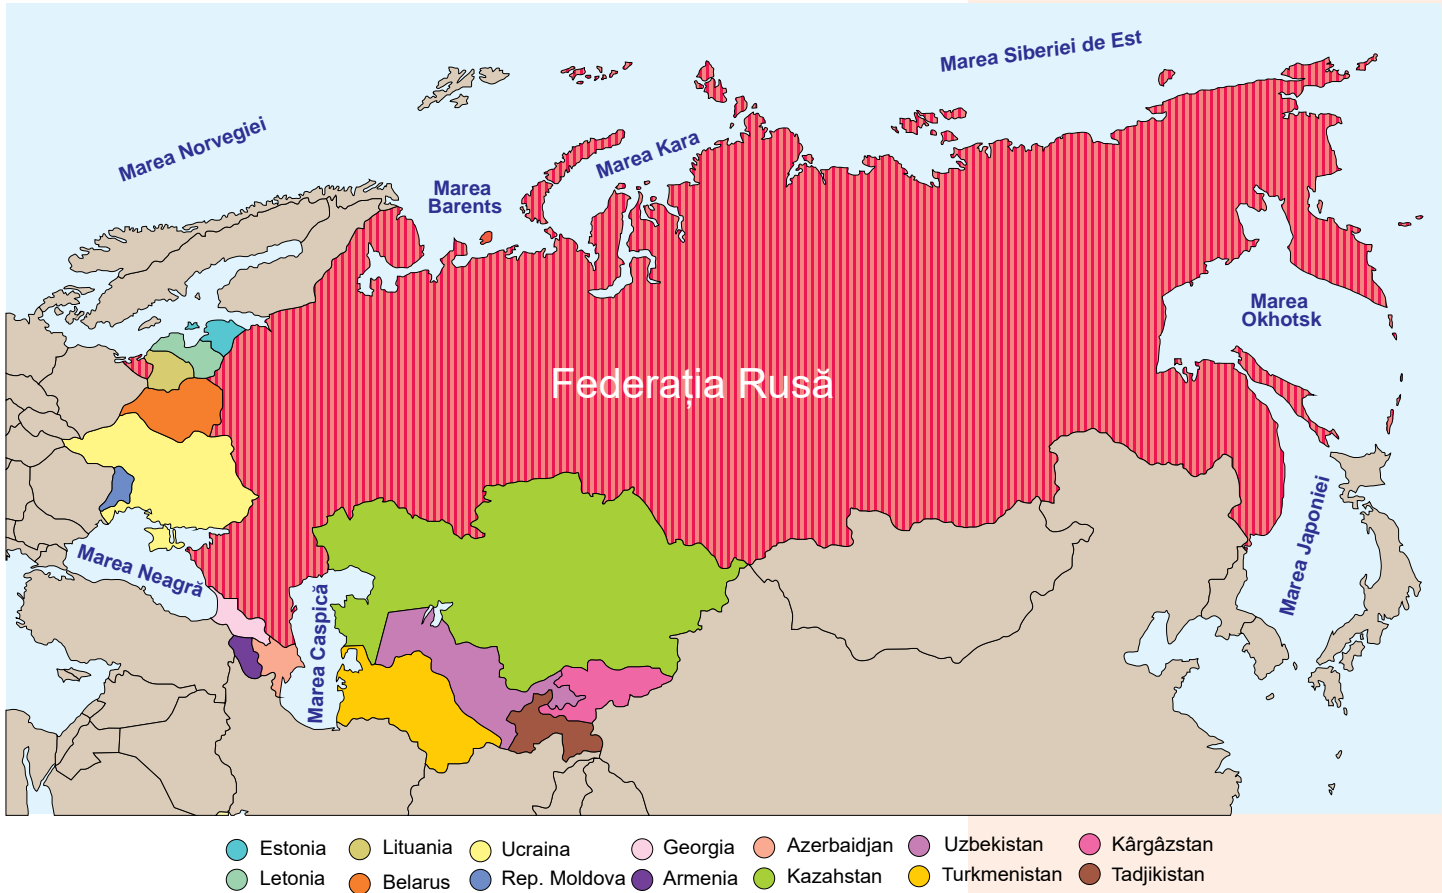 Marea Siberiei de Est
Marea Norvegiei
Marea Kara
Marea
Barents
Marea
Okhotsk
Federația Rusă
Marea Neagră
Marea Caspică
Marea Japoniei
Estonia
Lituania
Ucraina
Georgia
Azerbaidjan
Uzbekistan
Kârgâzstan
Letonia
Belarus
Rep. Moldova
Armenia
Kazahstan
Turkmenistan
Tadjikistan